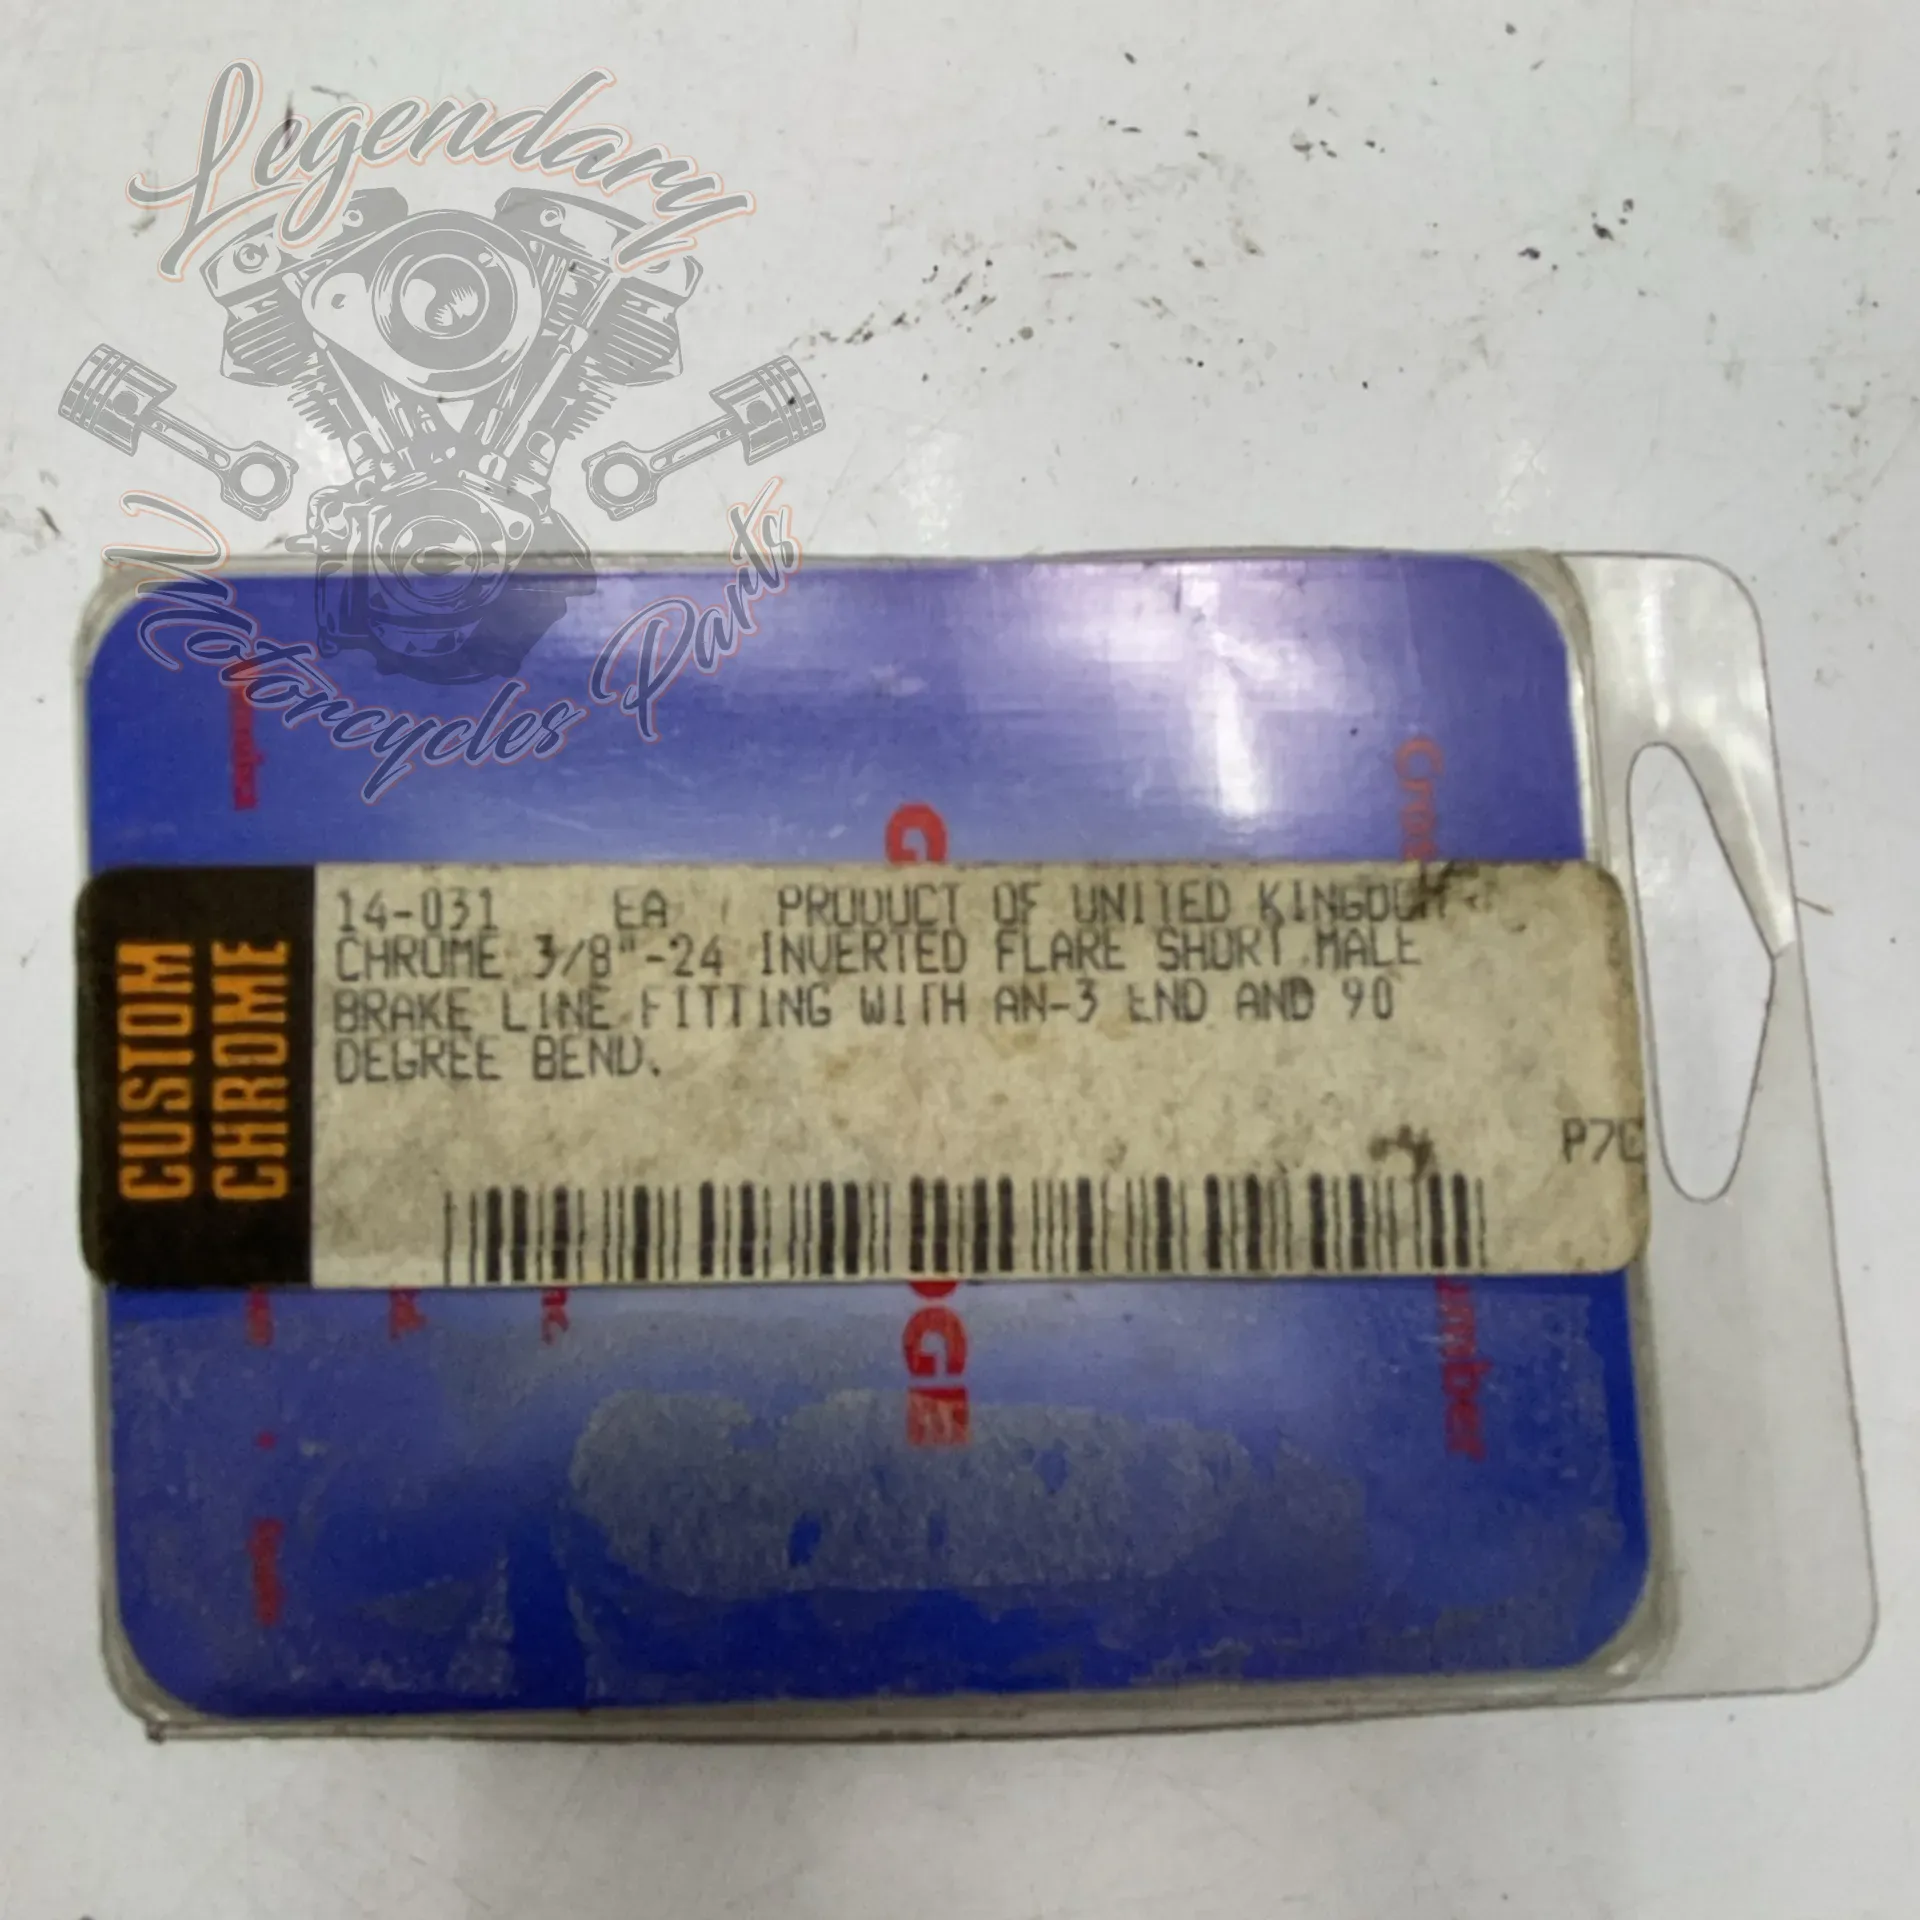 Legendary
Motorcycles Parts
CUSTOM
CHROME
14-031 EA PRODUCT OF UNITED KINGDOM
CHROME 3/8"-24 INVERTED FLARE SHORT MALE
BRAKE LINE FITTING WITH AN-3 END AND 90
DEGREE BEND.